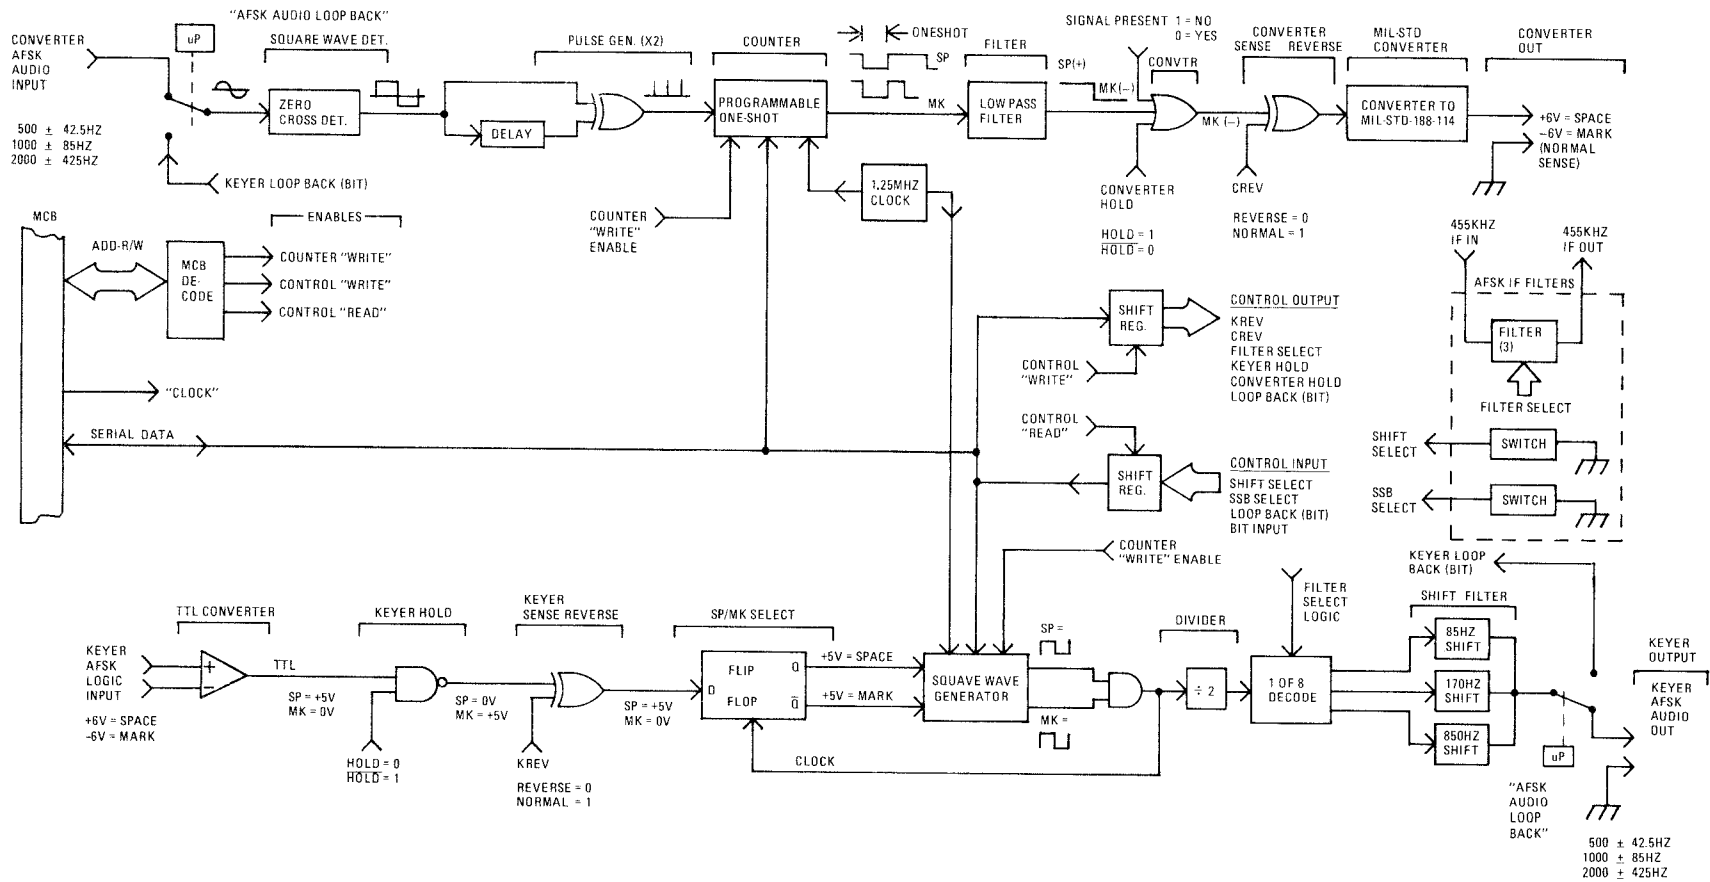 "AFSK AUDIO LOOP BACK"
CONVERTER
AFSK
AUDIO
INPUT
uP
SQUARE WAVE DET.
PULSE GEN. (X2)
COUNTER
ONESHOT
SP
MK
FILTER
SIGNAL PRESENT 1 = NO
0 = YES
SP(+)
MK(–)
CONVTR
CONVERTER
SENSE REVERSE
MIL-STD
CONVERTER
CONVERTER
OUT
ZERO
CROSS DET.
DELAY
PROGRAMMABLE
ONE-SHOT
LOW PASS
FILTER
MK (–)
CONVERTER TO
MIL-STD-188-114
+6V = SPACE
–6V = MARK
(NORMAL
SENSE)
500 ± 42.5HZ
1000 ± 85HZ
2000 ± 425HZ
KEYER LOOP BACK (BIT)
1.25MHZ
CLOCK
COUNTER
"WRITE"
ENABLE
CONVERTER
HOLD
HOLD = 1
HOLD = 0
CREV
REVERSE = 0
NORMAL = 1
MCB
ENABLES
ADD-R/W
MCB
DE-
CODE
COUNTER "WRITE"
CONTROL "WRITE"
CONTROL "READ"
"CLOCK"
SERIAL DATA
455KHZ
IF IN
455KHZ
IF OUT
AFSK IF FILTERS
FILTER
(3)
FILTER SELECT
SHIFT
SELECT
SWITCH
SSB
SELECT
SWITCH
SHIFT
REG.
CONTROL
"WRITE"
CONTROL OUTPUT
KREV
CREV
FILTER SELECT
KEYER HOLD
CONVERTER HOLD
LOOP BACK (BIT)
CONTROL
"READ"
SHIFT
REG.
CONTROL INPUT
SHIFT SELECT
SSB SELECT
LOOP BACK (BIT)
BIT INPUT
COUNTER
"WRITE" ENABLE
KEYER LOOP
BACK (BIT)
TTL CONVERTER
KEYER HOLD
KEYER
SENSE REVERSE
SP/MK SELECT
SP =
DIVIDER
FILTER
SELECT
LOGIC
SHIFT FILTER
KEYER
AFSK
LOGIC
INPUT
+
–
TTL
SP = +5V
MK = 0V
SP = 0V
MK = +5V
SP = +5V
MK = 0V
D
FLIP
FLOP
Q
Q
+5V = SPACE
+5V = MARK
SQUAVE WAVE
GENERATOR
MK =
÷ 2
1 OF 8
DECODE
85HZ
SHIFT
170HZ
SHIFT
850HZ
SHIFT
KEYER
OUTPUT
KEYER
AFSK
AUDIO
OUT
+6V = SPACE
–6V = MARK
HOLD = 0
HOLD = 1
KREV
REVERSE = 0
NORMAL = 1
CLOCK
uP
"AFSK
AUDIO
LOOP
BACK"
500 ± 42.5HZ
1000 ± 85HZ
2000 ± 425HZ